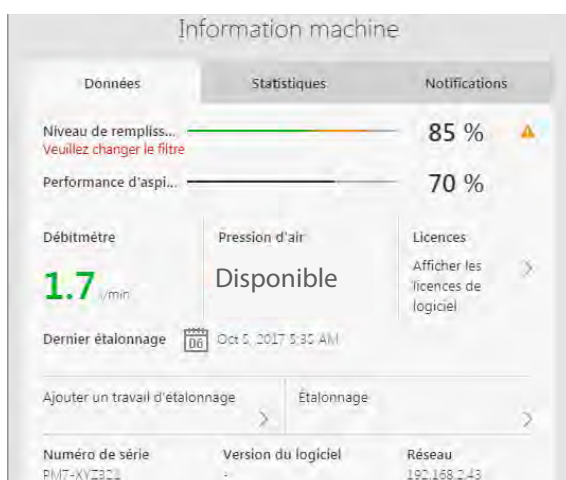 Information machine
Données Statistiques Notifications
Niveau de rempliss... 85 %
Veuillez changer le filtre
Performance d'aspi... 70 %
Débitmètre Pression d'air Licences
1.7 l/min Disponible Afficher les licences de logiciel
Dernier étalonnage 06 Oct 5, 2017 5:35 AM
Ajouter un travail d'étalonnage Étalonnage
Numéro de série Version du logiciel Réseau
PM7-XYZ321 - 192.168.2.43